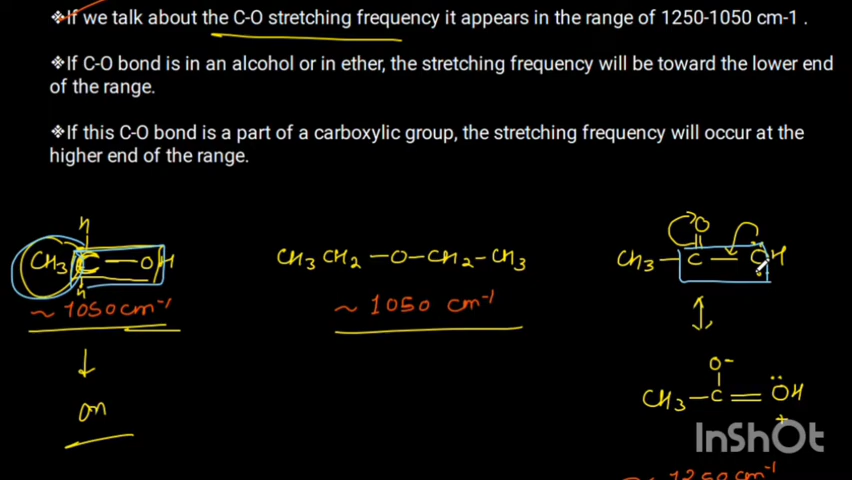 ❖If we talk about the C-O stretching frequency it appears in the range of 1250-1050 cm-1 .
❖If C-O bond is in an alcohol or in ether, the stretching frequency will be toward the lower end
of the range.
❖If this C-O bond is a part of a carboxylic group, the stretching frequency will occur at the
higher end of the range.
H
CH3 C — OH
H
~ 1050 cm⁻¹
CH3 CH2 — O — CH2 — CH3
~ 1050 cm⁻¹
O
CH3 — C — OH
O⁻
CH3 — C = OH
+
InShOt
~ 1250 cm⁻¹